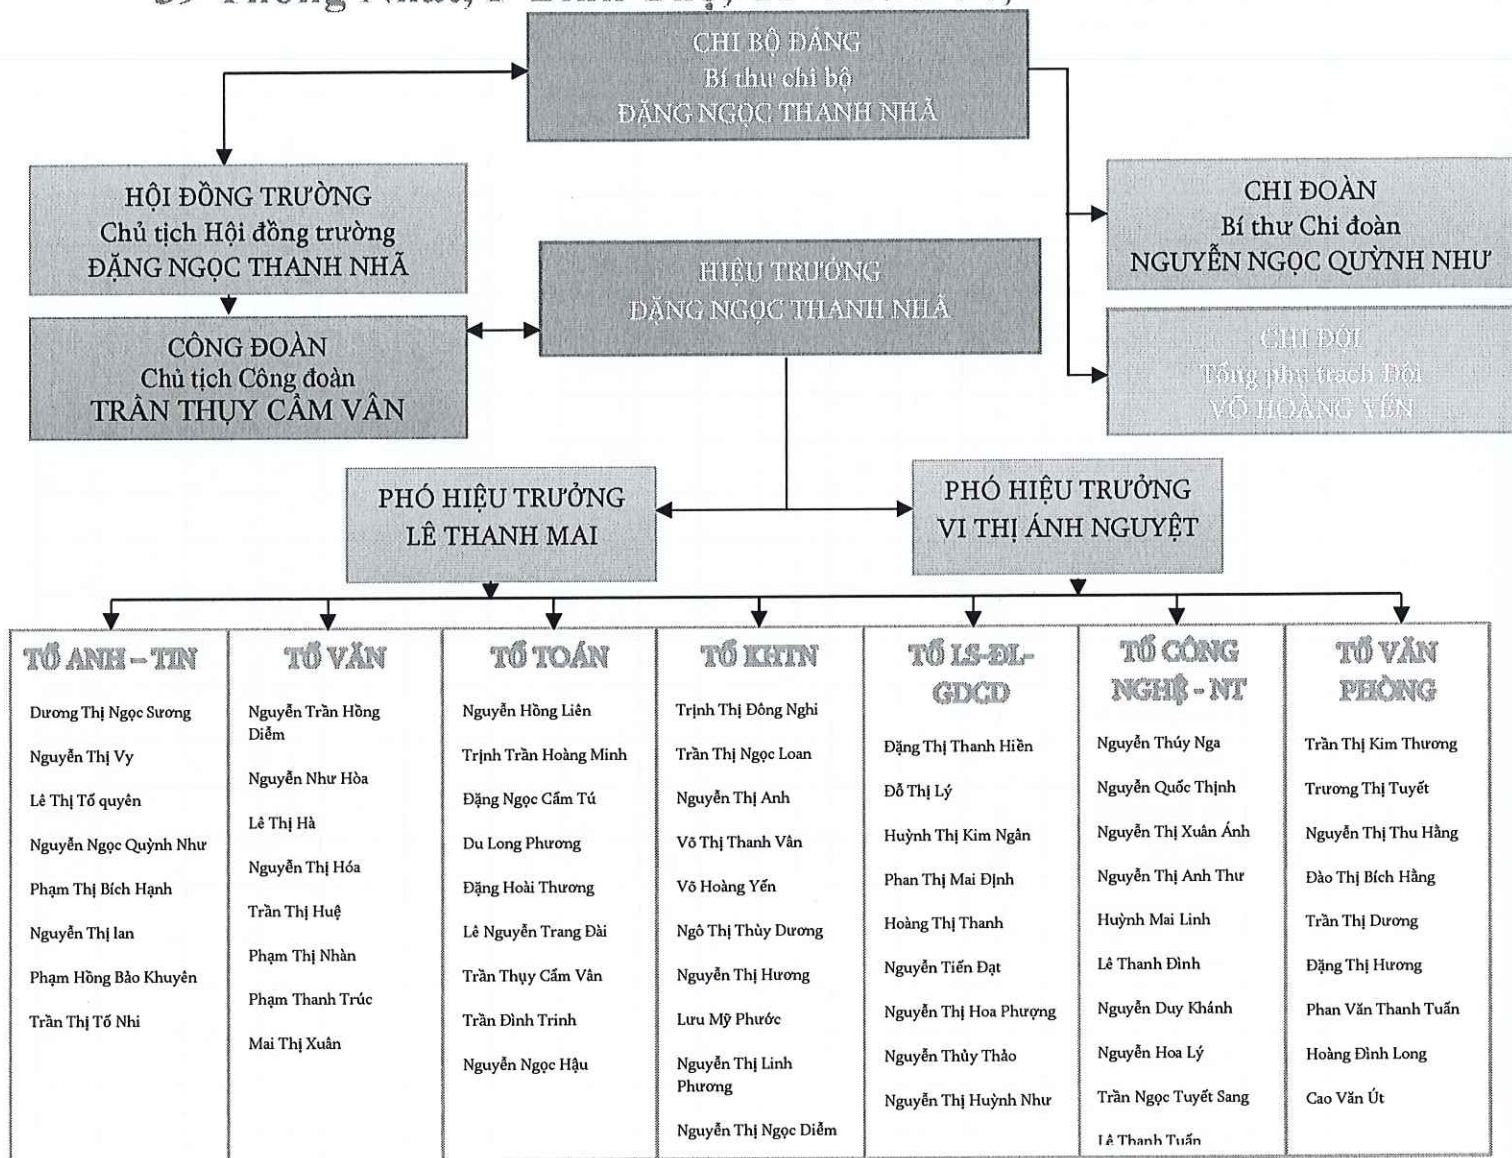 39 Thống Nhất, P
CHI BỘ ĐẢNG
Bí thư chi bộ
ĐẶNG NGỌC THANH NHÃ
HỘI ĐỒNG TRƯỜNG
Chủ tịch Hội đồng trường
ĐẶNG NGỌC THANH NHÃ
CHI ĐOÀN
Bí thư Chi đoàn
NGUYỄN NGỌC QUỲNH NHƯ
HIỆU TRƯỞNG
ĐẶNG NGỌC THANH NHÃ
CÔNG ĐOÀN
Chủ tịch Công đoàn
TRẦN THỤY CẨM VÂN
CHI ĐỘI
Tổng phụ trach Đội
VÕ HOÀNG YẾN
PHÓ HIỆU TRƯỞNG
LÊ THANH MAI
PHÓ HIỆU TRƯỞNG
VI THỊ ÁNH NGUYỆT
TỔ ANH – TIN
Dương Thị Ngọc Sương
Nguyễn Thị Vy
Lê Thị Tố quyên
Nguyễn Ngọc Quỳnh Như
Phạm Thị Bích Hạnh
Nguyễn Thị lan
Phạm Hồng Bảo Khuyên
Trần Thị Tố Nhi
TỔ VĂN
Nguyễn Trần Hồng
Diễm
Nguyễn Như Hòa
Lê Thị Hà
Nguyễn Thị Hóa
Trần Thị Huệ
Phạm Thị Nhàn
Phạm Thanh Trúc
Mai Thị Xuân
TỔ TOÁN
Nguyễn Hồng Liên
Trịnh Trần Hoàng Minh
Đặng Ngọc Cẩm Tú
Du Long Phương
Đặng Hoài Thương
Lê Nguyễn Trang Đài
Trần Thụy Cẩm Vân
Trần Đình Trinh
Nguyễn Ngọc Hậu
TỔ KHTN
Trịnh Thị Đông Nghi
Trần Thị Ngọc Loan
Nguyễn Thị Anh
Võ Thị Thanh Vân
Võ Hoàng Yến
Ngô Thị Thùy Dương
Nguyễn Thị Hương
Lưu Mỹ Phước
Nguyễn Thị Linh
Phương
Nguyễn Thị Ngọc Diễm
TỔ LS-ĐL-
GDCD
Đặng Thị Thanh Hiền
Đỗ Thị Lý
Huỳnh Thị Kim Ngân
Phan Thị Mai Định
Hoàng Thị Thanh
Nguyễn Tiến Đạt
Nguyễn Thị Hoa Phượng
Nguyễn Thủy Thảo
Nguyễn Thị Huỳnh Như
TỔ CÔNG
NGHỆ - NT
Nguyễn Thúy Nga
Nguyễn Quốc Thịnh
Nguyễn Thị Xuân Ánh
Nguyễn Thị Anh Thư
Huỳnh Mai Linh
Lê Thanh Đình
Nguyễn Duy Khánh
Nguyễn Hoa Lý
Trần Ngọc Tuyết Sang
Lê Thanh Tuấn
TỔ VĂN
PHÒNG
Trần Thị Kim Thương
Trương Thị Tuyết
Nguyễn Thị Thu Hằng
Đào Thị Bích Hằng
Trần Thị Dương
Đặng Thị Hương
Phan Văn Thanh Tuấn
Hoàng Đình Long
Cao Văn Út